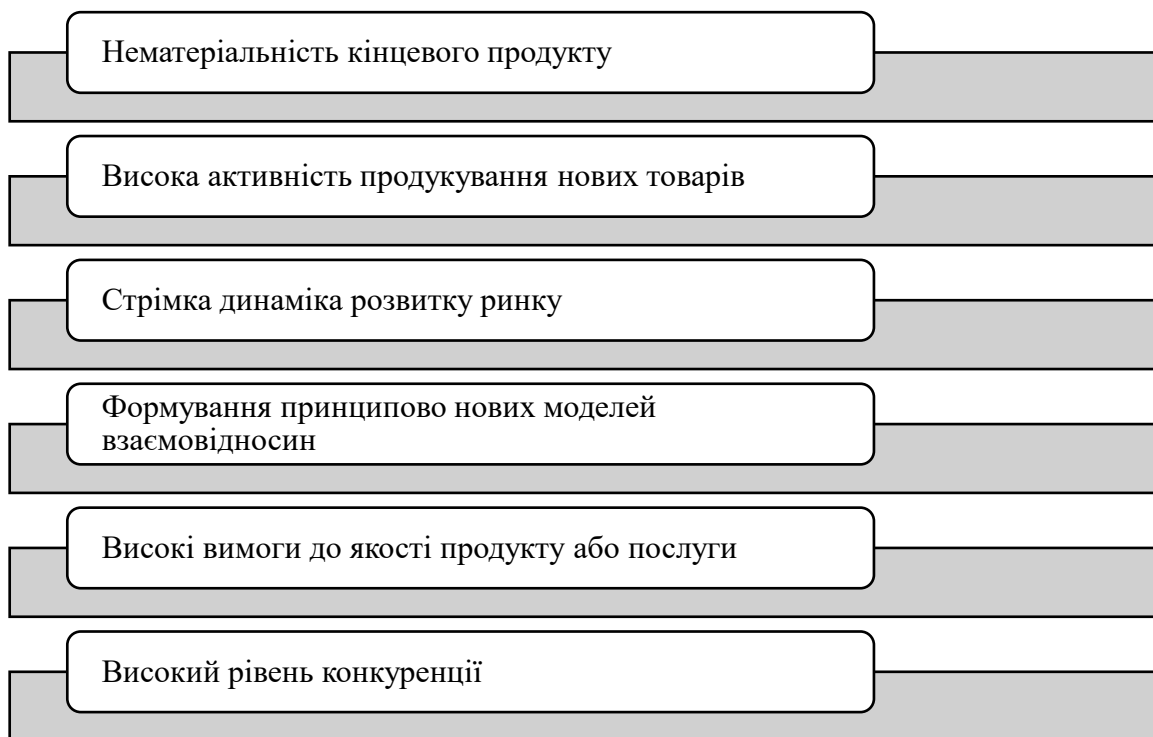 Нематеріальність кінцевого продукту
Висока активність продукування нових товарів
Стрімка динаміка розвитку ринку
Формування принципово нових моделей
взаємовідносин
Високі вимоги до якості продукту або послуги
Високий рівень конкуренції